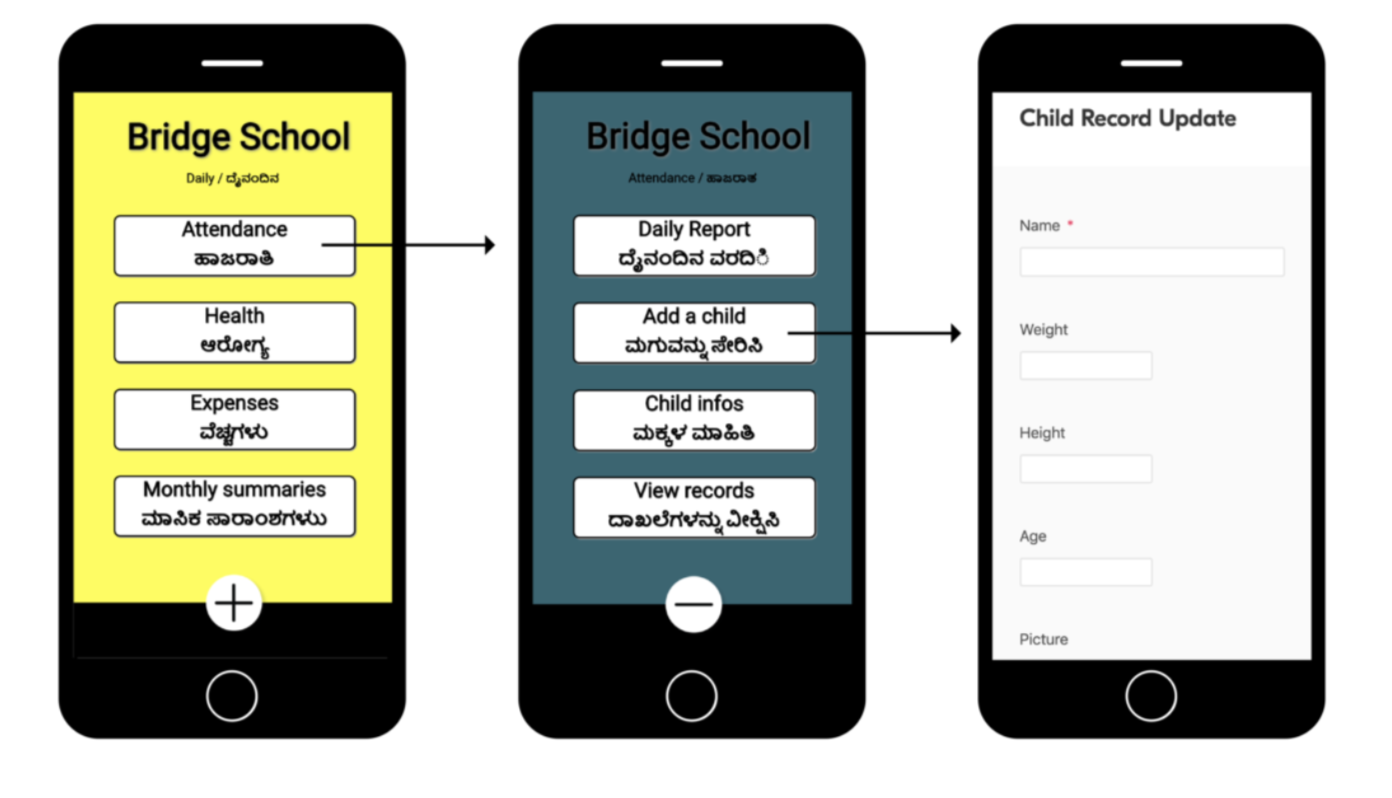 Bridge School
Daily / ದೈನಂದಿನ
Attendance
ಹಾಜರಾತಿ
Health
ಆರೋಗ್ಯ
Expenses
ವೆಚ್ಚಗಳು
Monthly summaries
ಮಾಸಿಕ ಸಾರಾಂಶಗಳುು
Bridge School
Attendance / ಹಾಜರಾತ
Daily Report
ದೈನಂದಿನ ವರದಿಿ
Add a child
ಮಗುವನ್ನು ಸೇರಿಸಿ
Child infos
ಮಕ್ಕಳ ಮಾಹಿತಿ
View records
ದಾಖಲೆಗಳನ್ನು ವೀಕ್ಷಿಸಿ
Child Record Update
Name *
Weight
Height
Age
Picture